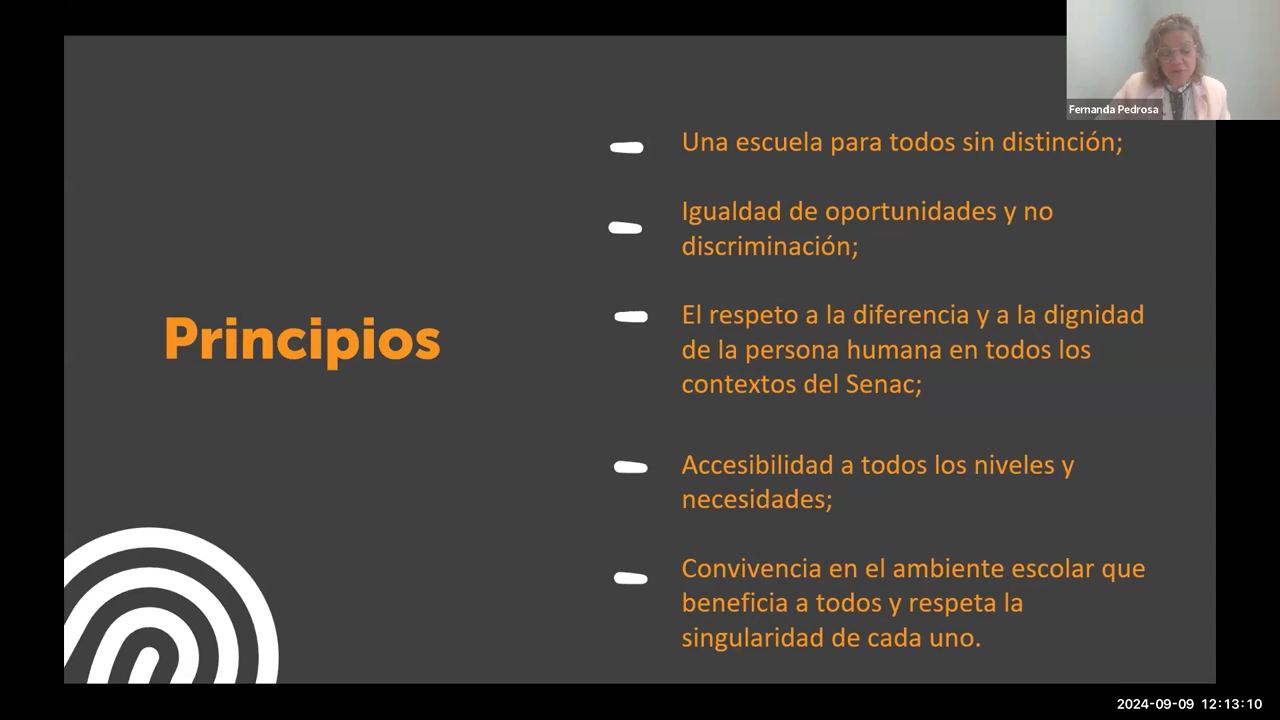 Fernanda Pedrosa
Principios
Una escuela para todos sin distinción;
Igualdad de oportunidades y no
discriminación;
El respeto a la diferencia y a la dignidad
de la persona humana en todos los
contextos del Senac;
Accesibilidad a todos los niveles y
necesidades;
Convivencia en el ambiente escolar que
beneficia a todos y respeta la
singularidad de cada uno.
2024-09-09 12:13:10